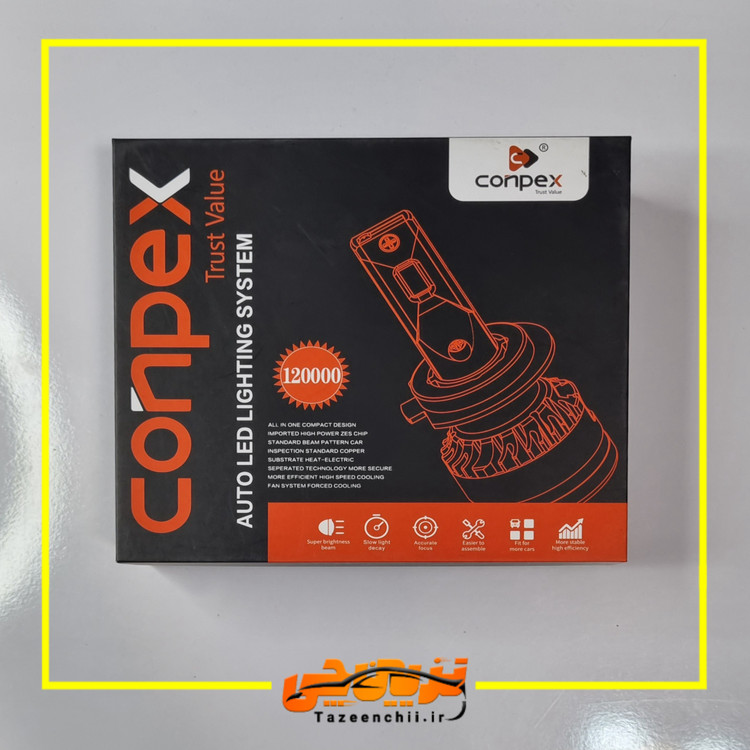 conpex
Trust Value
AUTO LED LIGHTING SYSTEM
®
conpex
Trust Value
120000
ALL IN ONE COMPACT DESIGN
IMPORTED HIGH POWER ZES CHIP
STANDARD BEAM PATTERN CAR
INSPECTION STANDARD COPPER
SUBSTRATE HEAT-ELECTRIC
SEPERATED TECHNOLOGY MORE SECURE
MORE EFFICIENT HIGH SPEED COOLING
FAN SYSTEM FORCED COOLING
Super brightness
beam
Slow light
decay
Accurate
focus
Easier to
assemble
Fit for
more cars
More stable
high efficiency
تزیین چی
Tazeenchii.ir